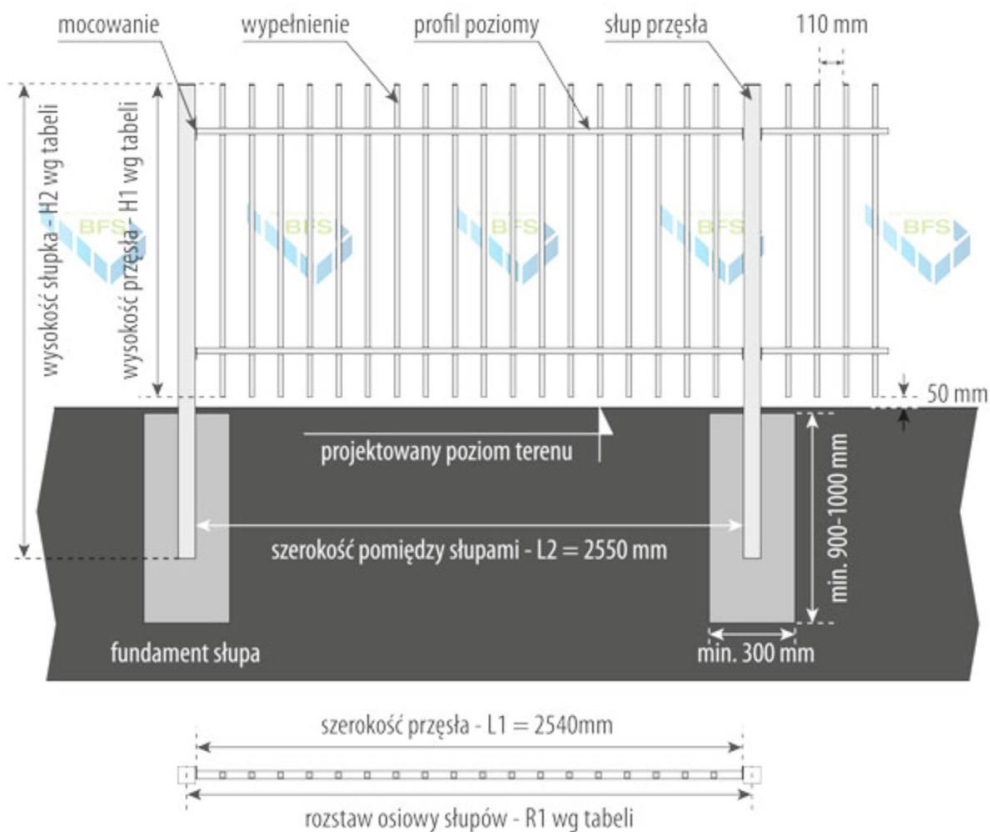 mocowanie
wypełnienie
profil poziomy
słup przęsła
110 mm
wysokość słupka - H2 wg tabeli
wysokość przęsła - H1 wg tabeli
BFS
BFS
BFS
BFS
BFS
50 mm
projektowany poziom terenu
szerokość pomiędzy słupami - L2 = 2550 mm
min. 900-1000 mm
fundament słupa
min. 300 mm
szerokość przęsła - L1 = 2540mm
rozstaw osiowy słupów - R1 wg tabeli